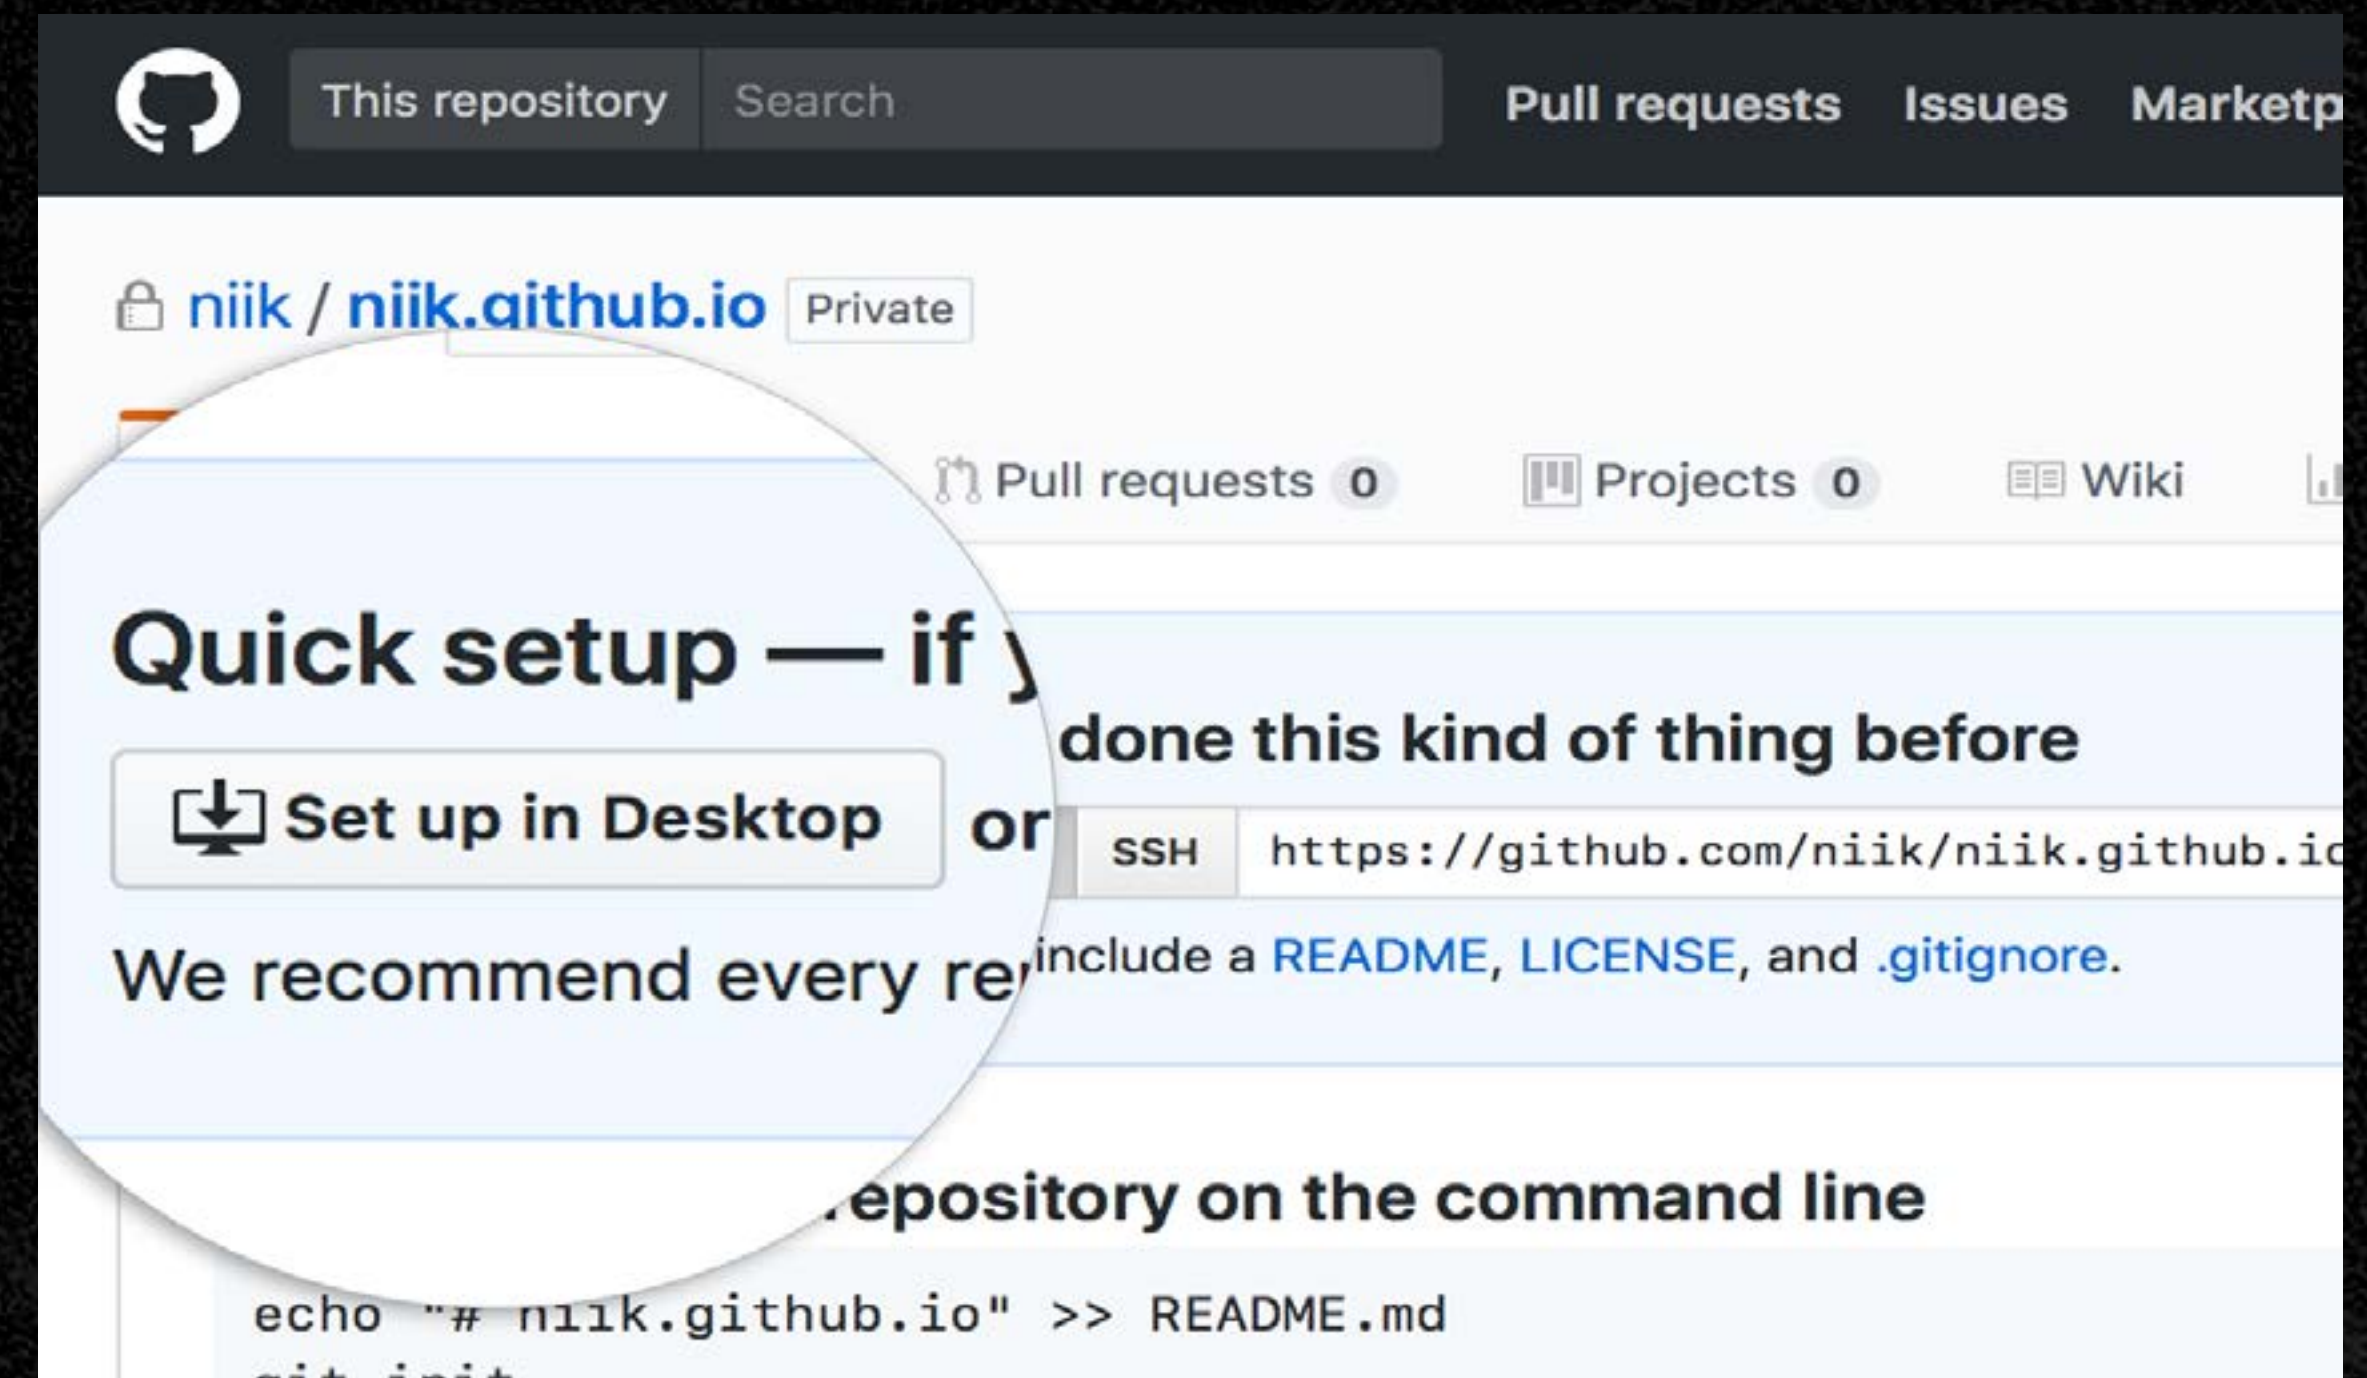 This repository Search Pull requests Issues Marketp
niik / niik.github.io Private
Pull requests 0 Projects 0 Wiki
Quick setup — if y
done this kind of thing before
Set up in Desktop or SSH https://github.com/niik/niik.github.io
We recommend every re
include a README, LICENSE, and .gitignore.
epository on the command line
echo "# niik.github.io" >> README.md
git init